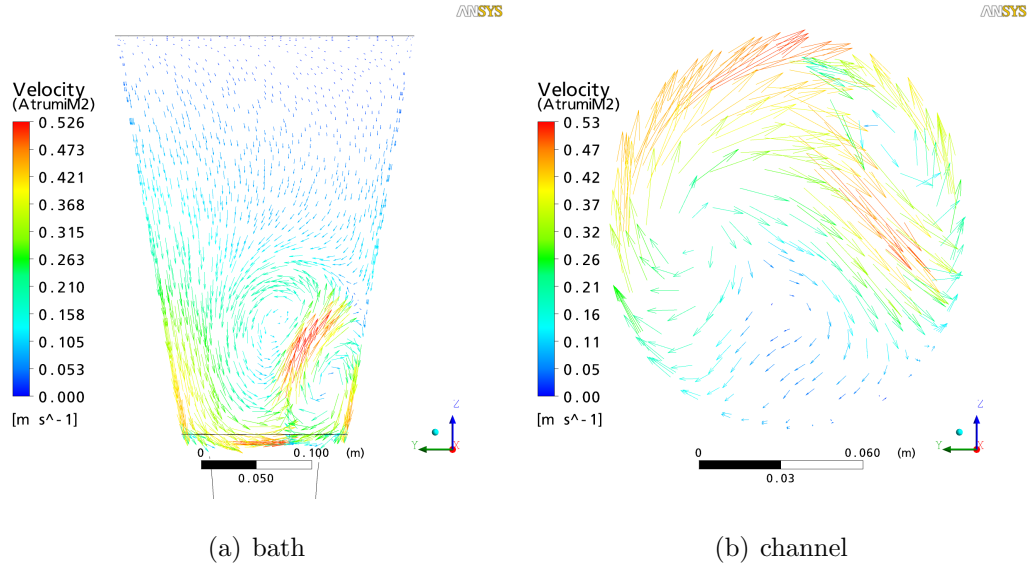 ANSYS
Velocity
(AtrumiM2)
0.526
0.473
0.421
0.368
0.315
0.263
0.210
0.158
0.105
0.053
0.000
[m s^-1]
Z
Y
X
0 0.100 (m)
0.050
(a) bath
ANSYS
Velocity
(AtrumiM2)
0.53
0.47
0.42
0.37
0.32
0.26
0.21
0.16
0.11
0.05
0.00
[m s^-1]
Z
Y
X
0 0.060 (m)
0.03
(b) channel